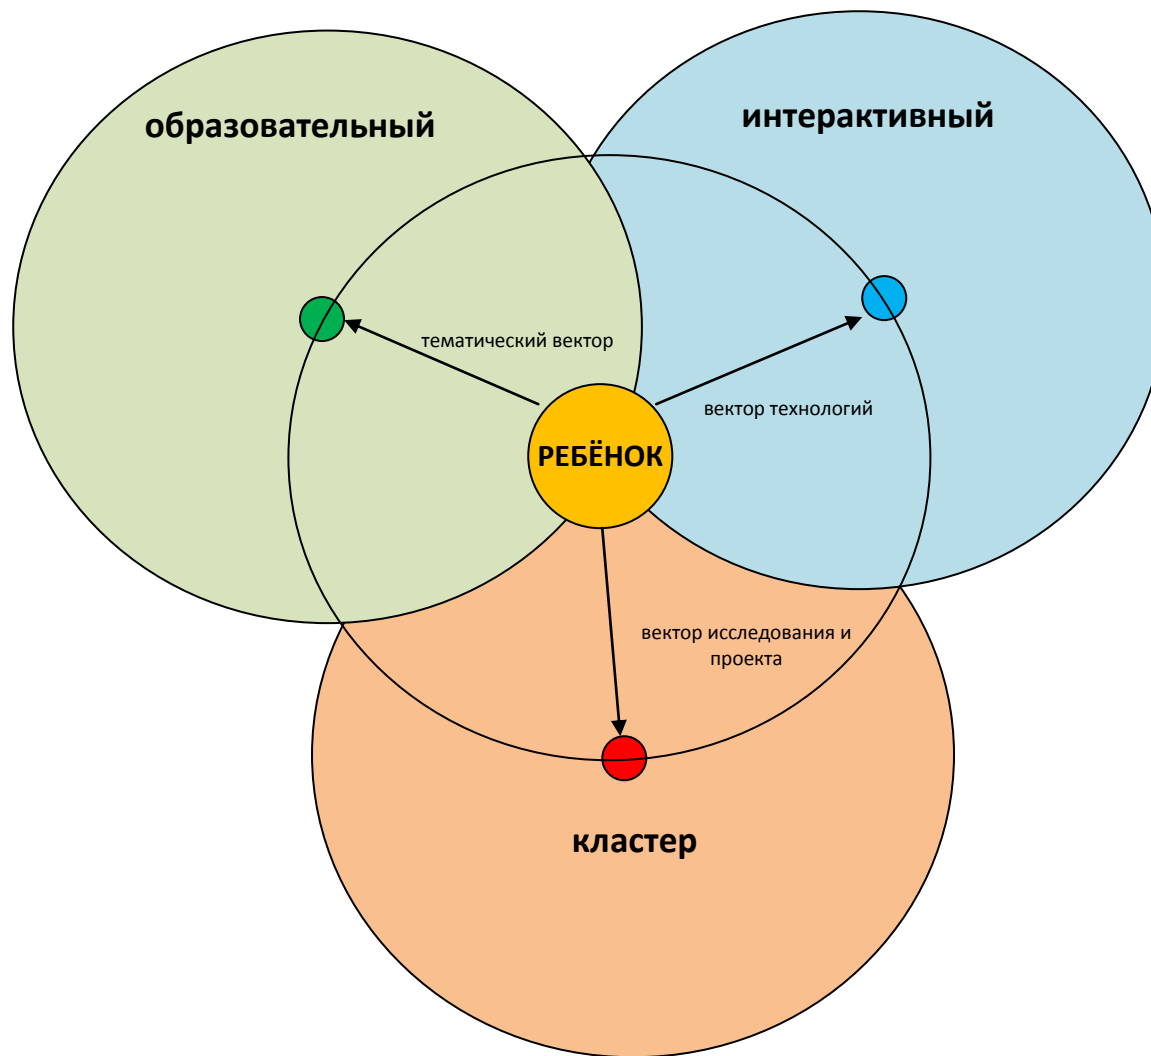 образовательный
интерактивный
тематический вектор
вектор технологий
РЕБЁНОК
вектор исследования и
проекта
кластер